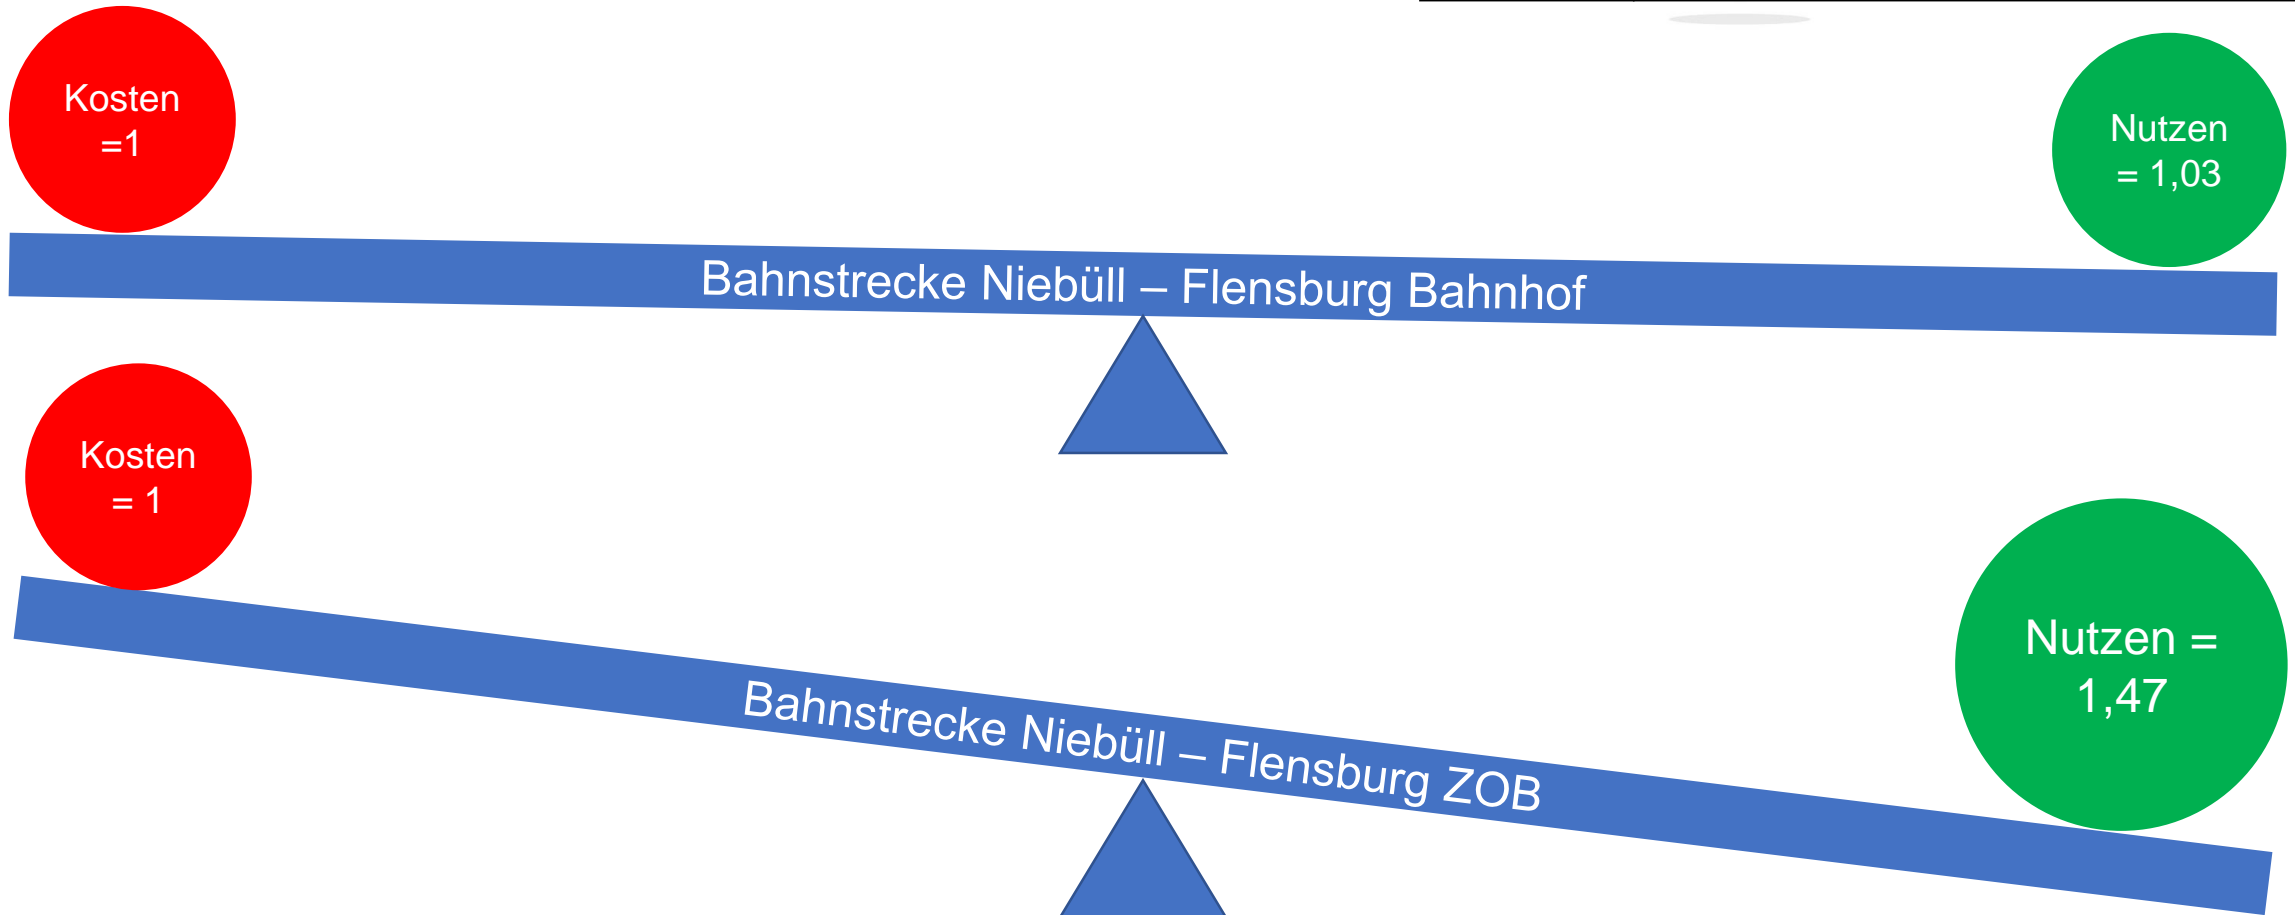 Kosten
=1
Nutzen
= 1,03
Bahnstrecke Niebüll – Flensburg Bahnhof
Kosten
= 1
Nutzen =
1,47
Bahnstrecke Niebüll – Flensburg ZOB